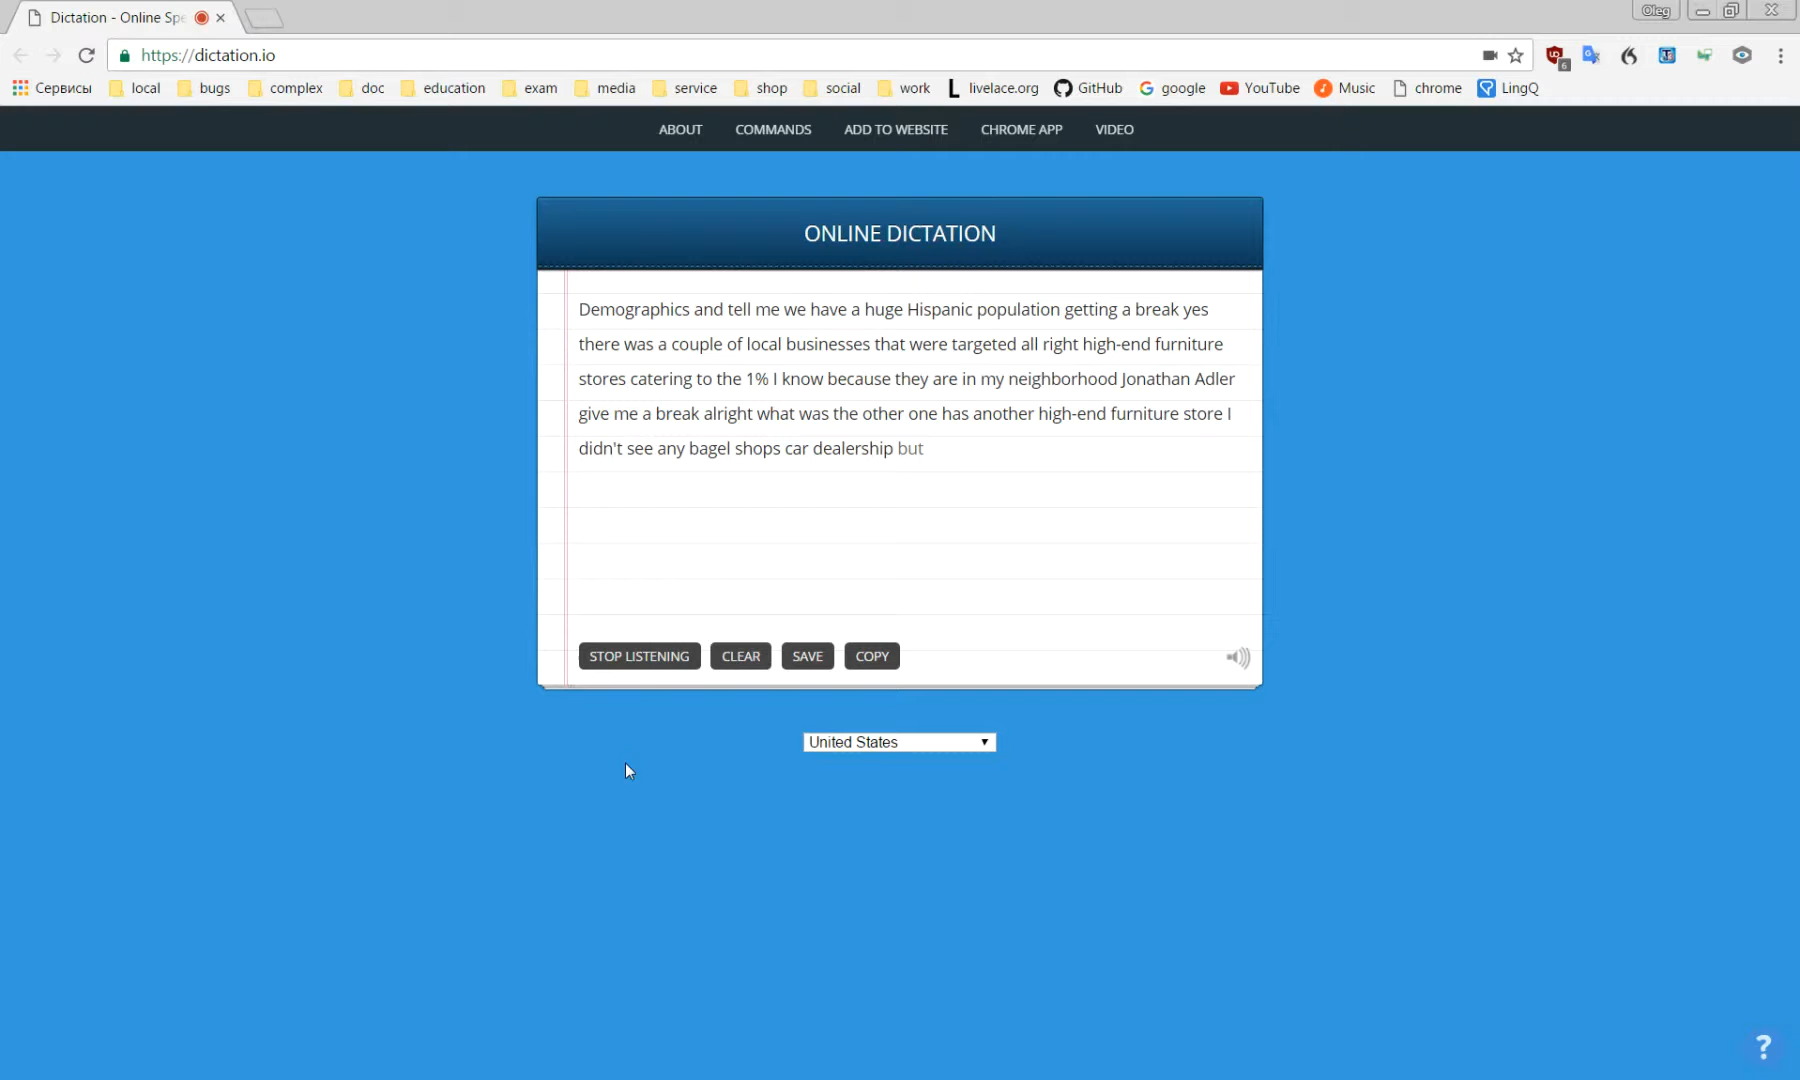 Dictation - Online Spe
Oleg
https://dictation.io
6
Сервисы local bugs complex doc education exam media service shop social work livelace.org GitHub google YouTube Music chrome LingQ
ABOUT COMMANDS ADD TO WEBSITE CHROME APP VIDEO
ONLINE DICTATION
Demographics and tell me we have a huge Hispanic population getting a break yes
there was a couple of local businesses that were targeted all right high-end furniture
stores catering to the 1% I know because they are in my neighborhood Jonathan Adler
give me a break alright what was the other one has another high-end furniture store I
didn't see any bagel shops car dealership but
STOP LISTENING CLEAR SAVE COPY
United States
?